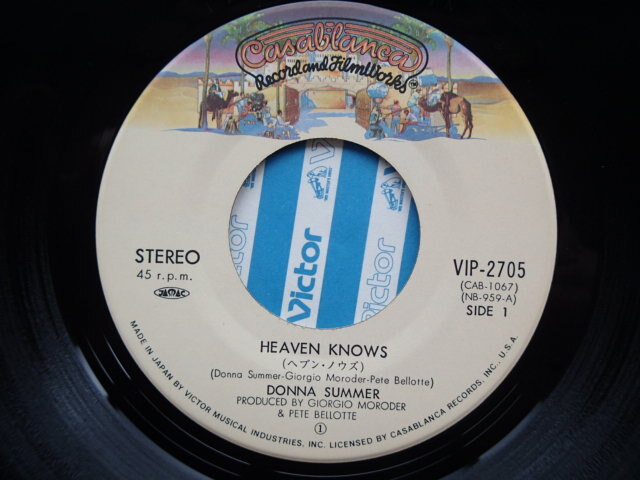 Casablanca
Record and FilmWorks
STEREO
45 r.p.m.
JASRAC
VIP-2705
(CAB-1067)
(NB-959-A)
SIDE 1
Victor
Victor
Victor
HEAVEN KNOWS
(ヘブン・ノウズ)
(Donna Summer-Giorgio Moroder-Pete Bellotte)
DONNA SUMMER
PRODUCED BY GIORGIO MORODER
& PETE BELLOTTE
①
MADE IN JAPAN BY VICTOR MUSICAL INDUSTRIES, INC. LICENSED BY CASABLANCA RECORDS, INC., U.S.A.